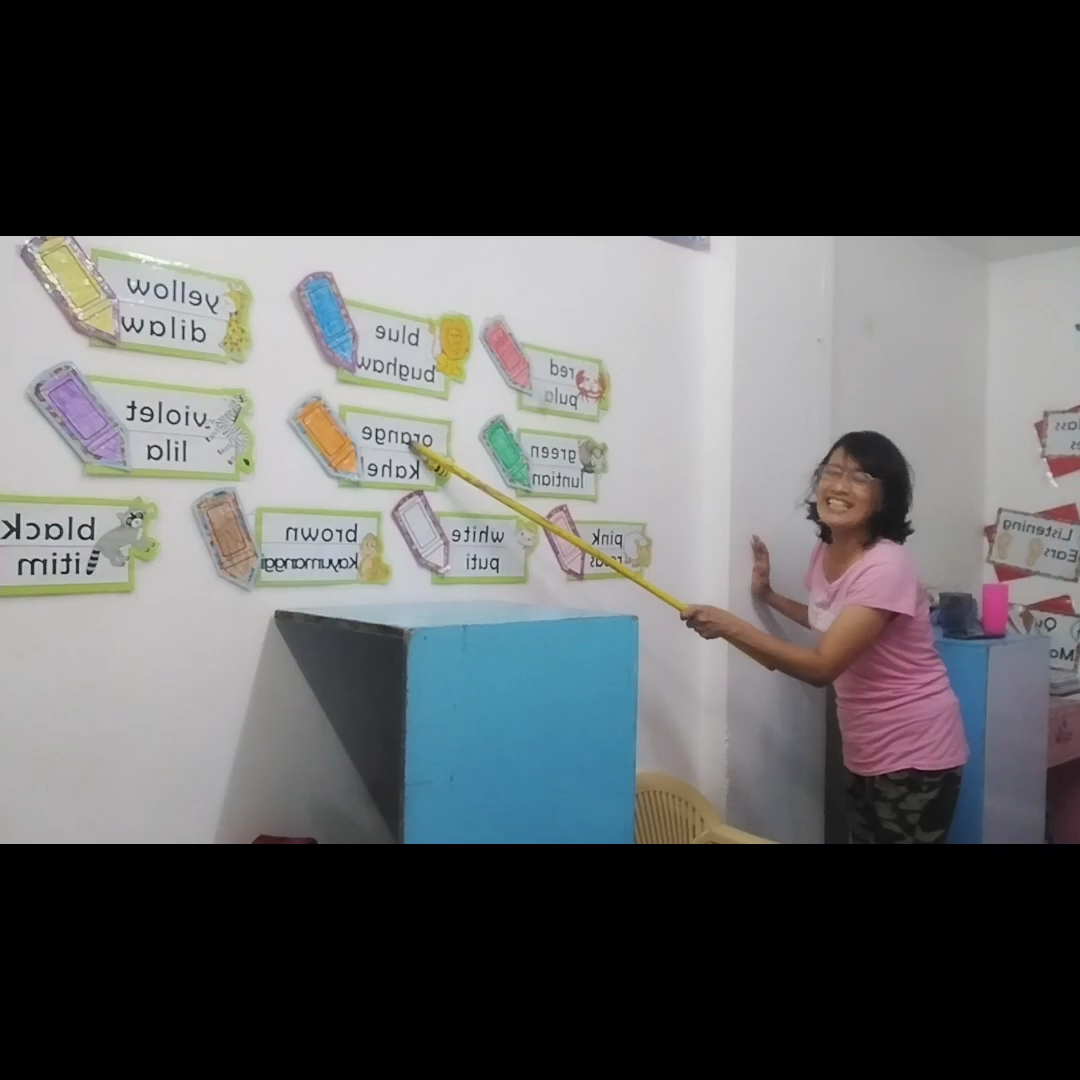 yellow
dilaw
blue
bughaw
red
pula
violet
lila
orange
kahel
green
luntian
black
itim
brown
kayumanggi
white
puti
pink
Listening
Ears